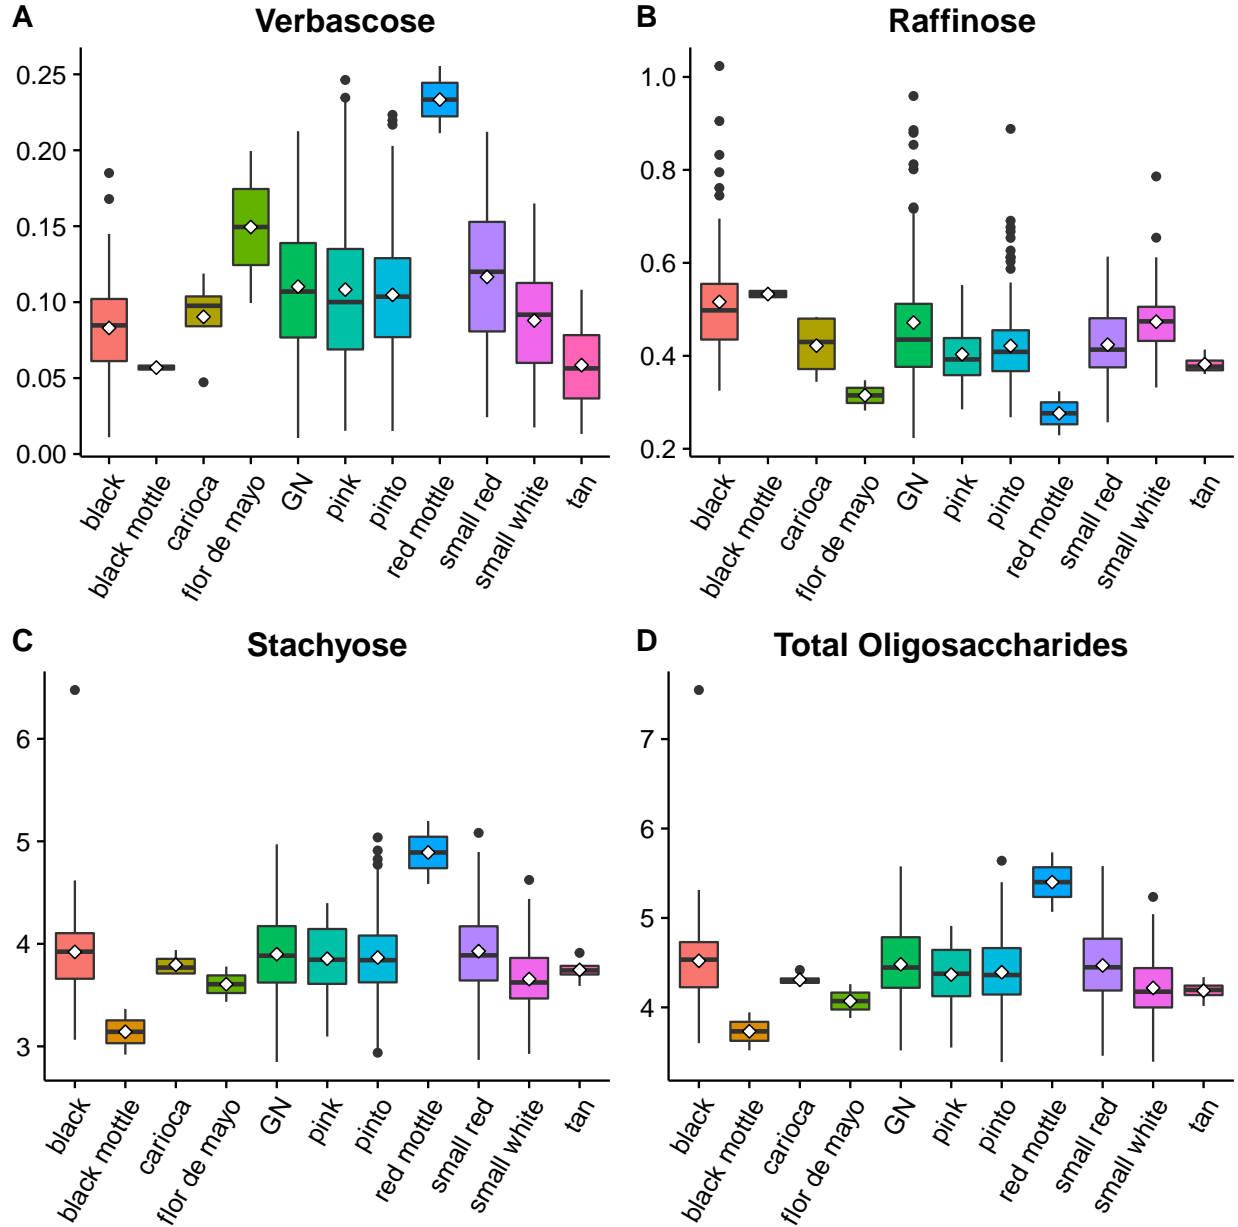 A
Verbascose
0.25
0.20
0.15
0.10
0.05
0.00
black
black mottle
carioca
flor de mayo
GN
pink
pinto
red mottle
small red
small white
tan
B
Raffinose
1.0
0.8
0.6
0.4
0.2
black
black mottle
carioca
flor de mayo
GN
pink
pinto
red mottle
small red
small white
tan
C
Stachyose
6
5
4
3
black
black mottle
carioca
flor de mayo
GN
pink
pinto
red mottle
small red
small white
tan
D
Total Oligosaccharides
7
6
5
4
black
black mottle
carioca
flor de mayo
GN
pink
pinto
red mottle
small red
small white
tan